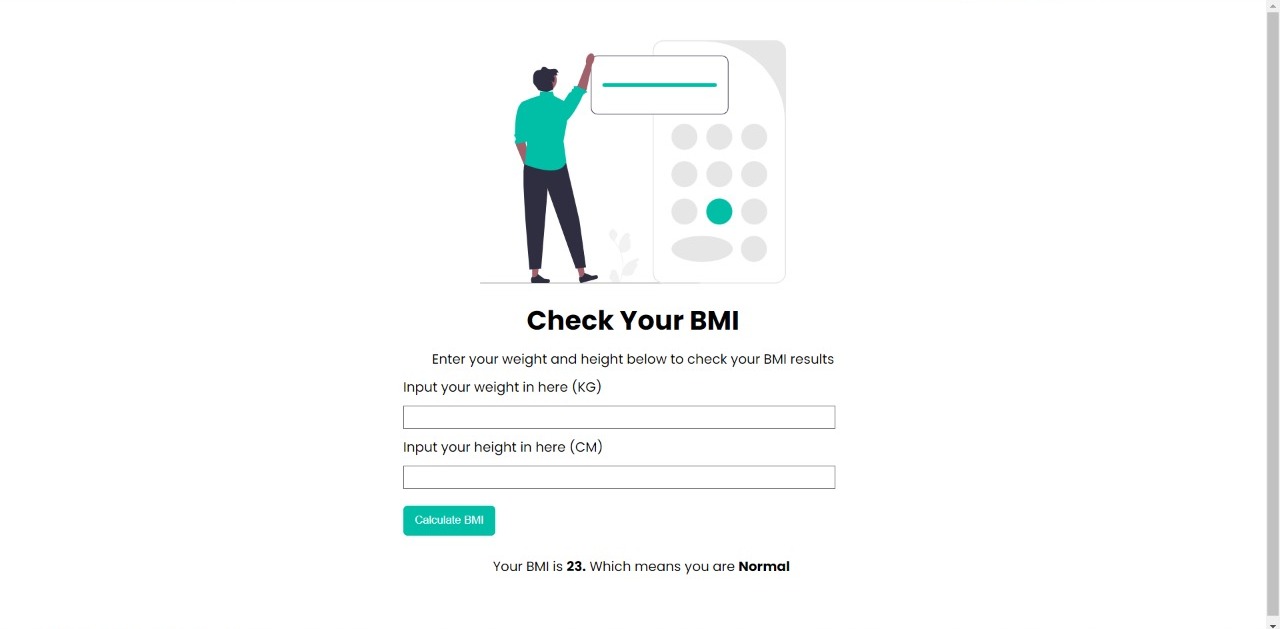 Check Your BMI
Enter your weight and height below to check your BMI results
Input your weight in here (KG)
Input your height in here (CM)
Calculate BMI
Your BMI is 23. Which means you are Normal